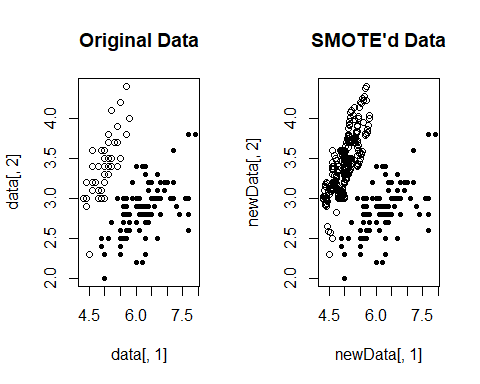 Original Data
data[, 2]
4.0
3.5
3.0
2.5
2.0
4.5 6.0 7.5
data[, 1]
SMOTE'd Data
newData[, 2]
4.0
3.5
3.0
2.5
2.0
4.5 6.0 7.5
newData[, 1]